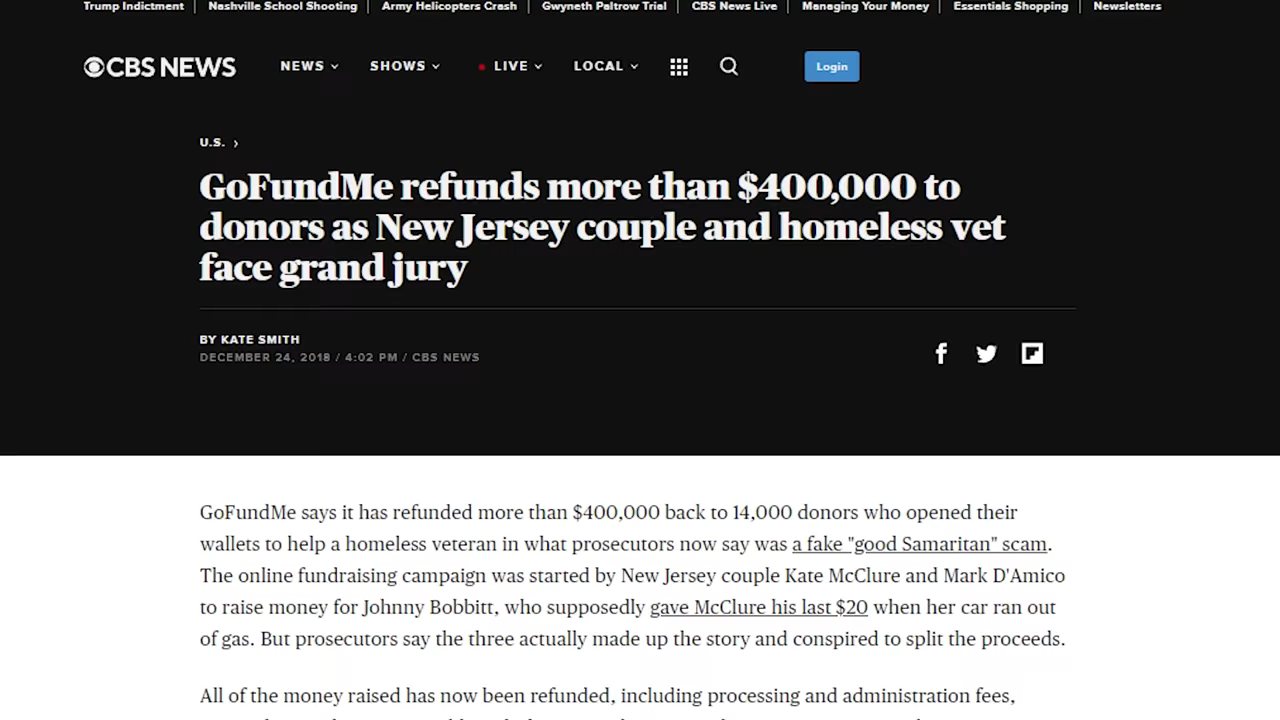 Trump Indictment | Nashville School Shooting | Army Helicopters Crash | Gwyneth Paltrow Trial | CBS News Live | Managing Your Money | Essentials Shopping | Newsletters
CBS NEWS NEWS SHOWS LIVE LOCAL Login
U.S. ›
GoFundMe refunds more than $400,000 to
donors as New Jersey couple and homeless vet
face grand jury
BY KATE SMITH
DECEMBER 24, 2018 / 4:02 PM / CBS NEWS
GoFundMe says it has refunded more than $400,000 back to 14,000 donors who opened their
wallets to help a homeless veteran in what prosecutors now say was a fake "good Samaritan" scam.
The online fundraising campaign was started by New Jersey couple Kate McClure and Mark D'Amico
to raise money for Johnny Bobbitt, who supposedly gave McClure his last $20 when her car ran out
of gas. But prosecutors say the three actually made up the story and conspired to split the proceeds.
All of the money raised has now been refunded, including processing and administration fees,